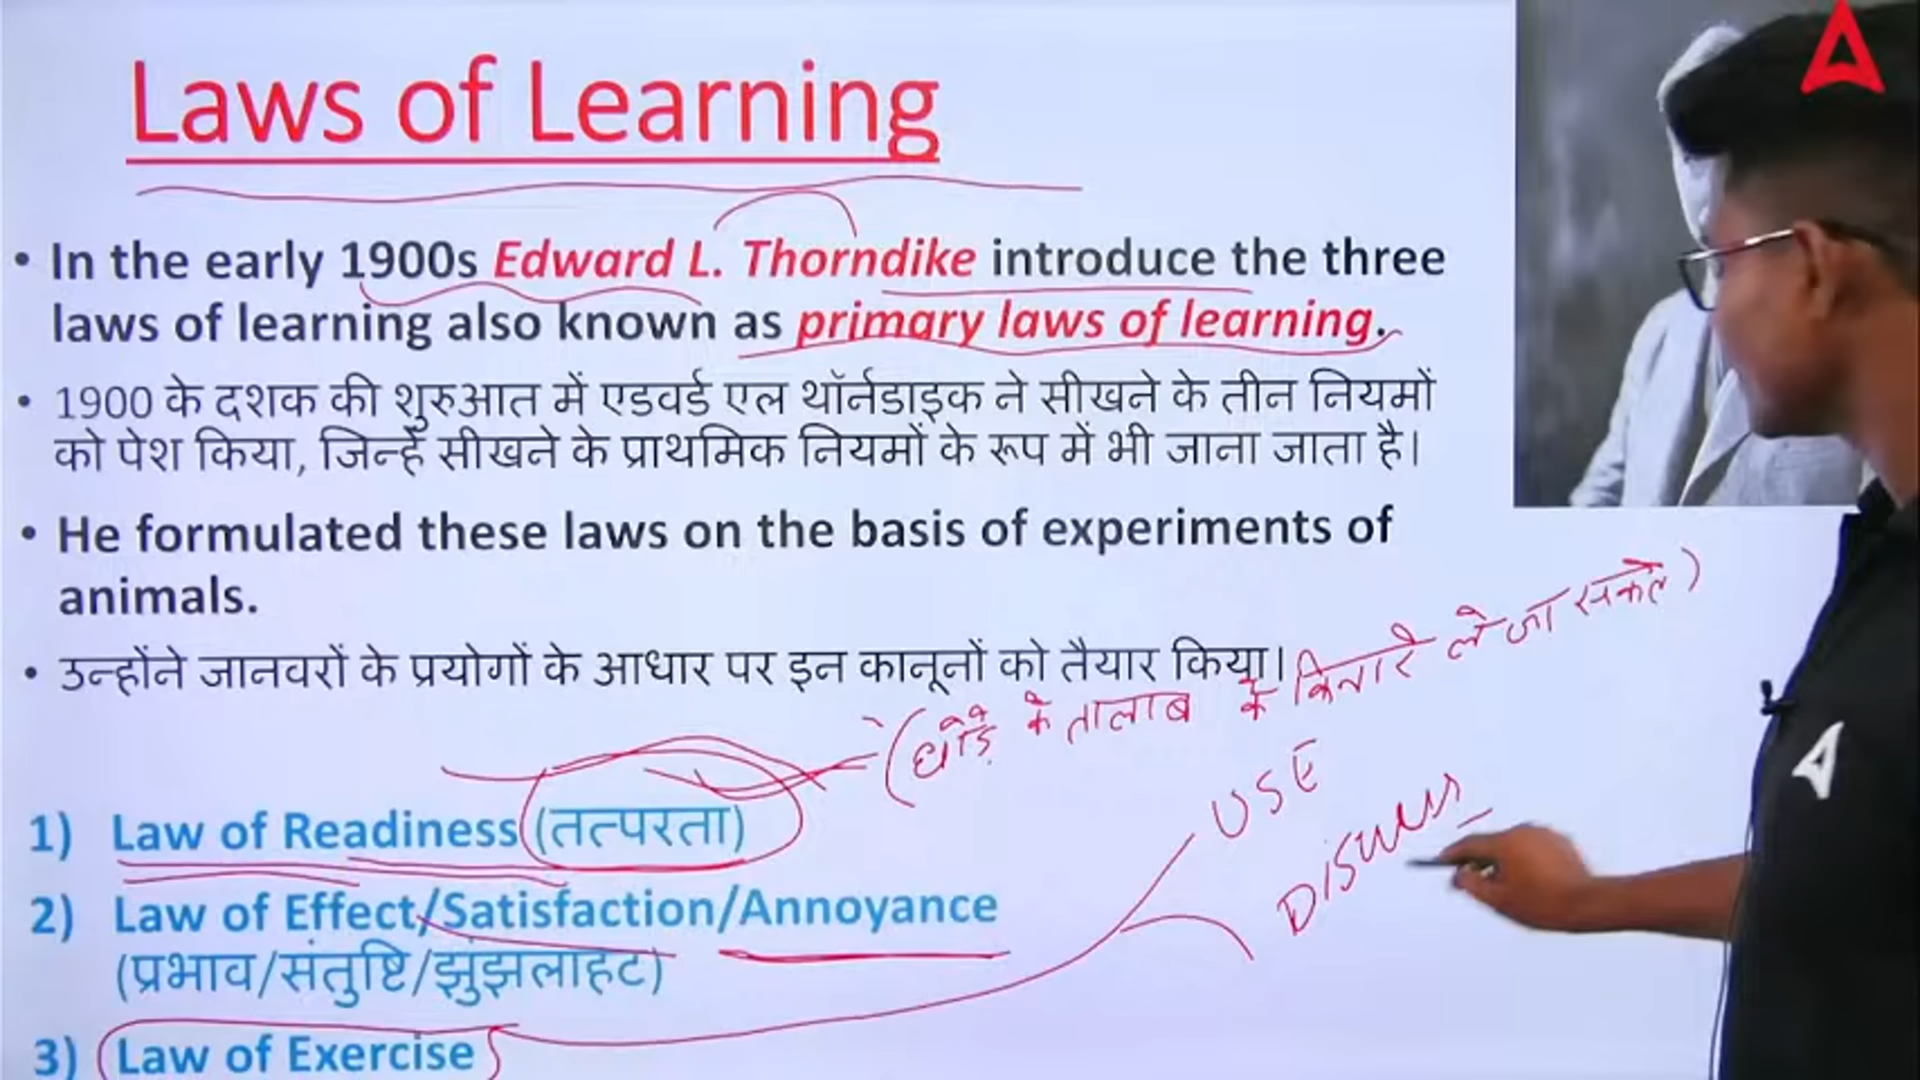 Laws of Learning
• In the early 1900s Edward L. Thorndike introduce the three
laws of learning also known as primary laws of learning.
• 1900 के दशक की शुरुआत में एडवर्ड एल थॉर्नडाइक ने सीखने के तीन नियमों
को पेश किया, जिन्हें सीखने के प्राथमिक नियमों के रूप में भी जाना जाता है।
• He formulated these laws on the basis of experiments of
animals.
• उन्होंने जानवरों के प्रयोगों के आधार पर इन कानूनों को तैयार किया।
के तालाब के किनारे ले जा सकते)
1) Law of Readiness (तत्परता)
USE
2) Law of Effect/Satisfaction/Annoyance
(प्रभाव/संतुष्टि/झुंझलाहट)
3) Law of Exercise